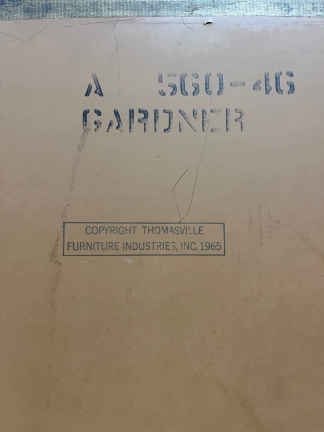 A 560-46
GARDNER
COPYRIGHT THOMASVILLE
FURNITURE INDUSTRIES, INC. 1965